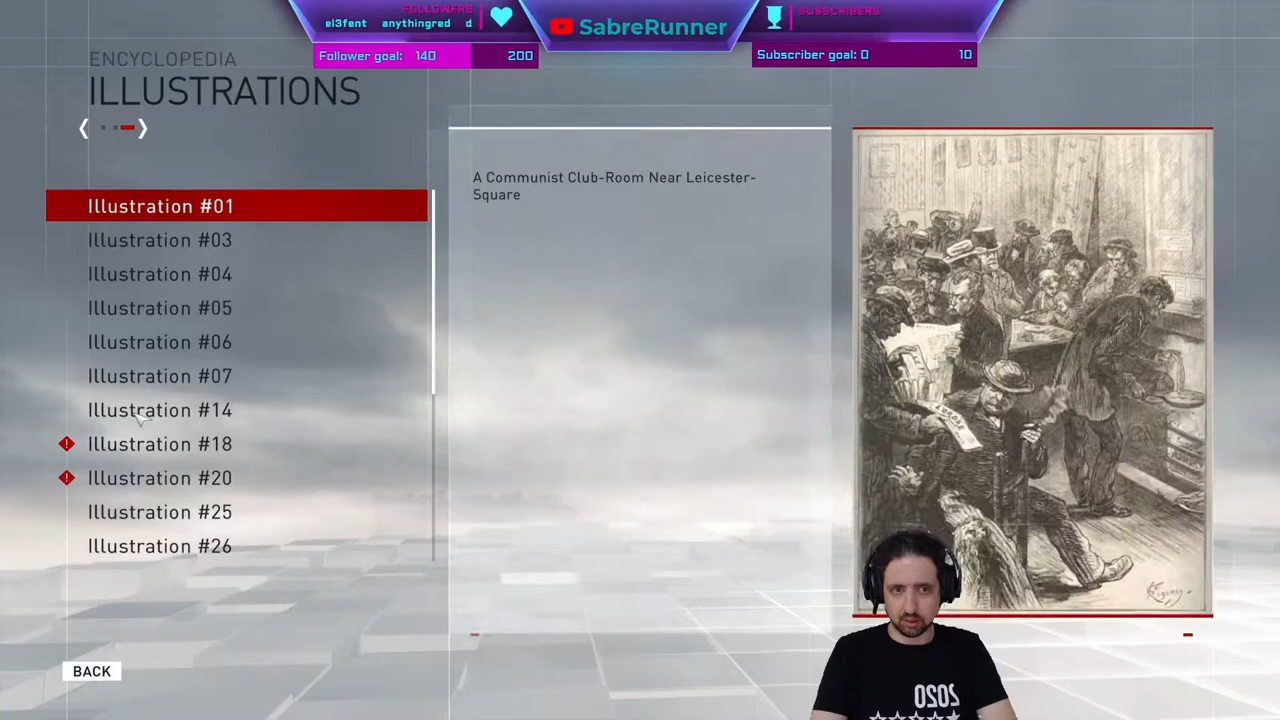 FOLLOWERS
el3fent anythingred d
SabreRunner
SUBSCRIBERS
Follower goal: 140 200
Subscriber goal: 0 10
ENCYCLOPEDIA
ILLUSTRATIONS
Illustration #01
Illustration #03
Illustration #04
Illustration #05
Illustration #06
Illustration #07
Illustration #14
Illustration #18
Illustration #20
Illustration #25
Illustration #26
A Communist Club-Room Near Leicester-
Square
BACK
2020